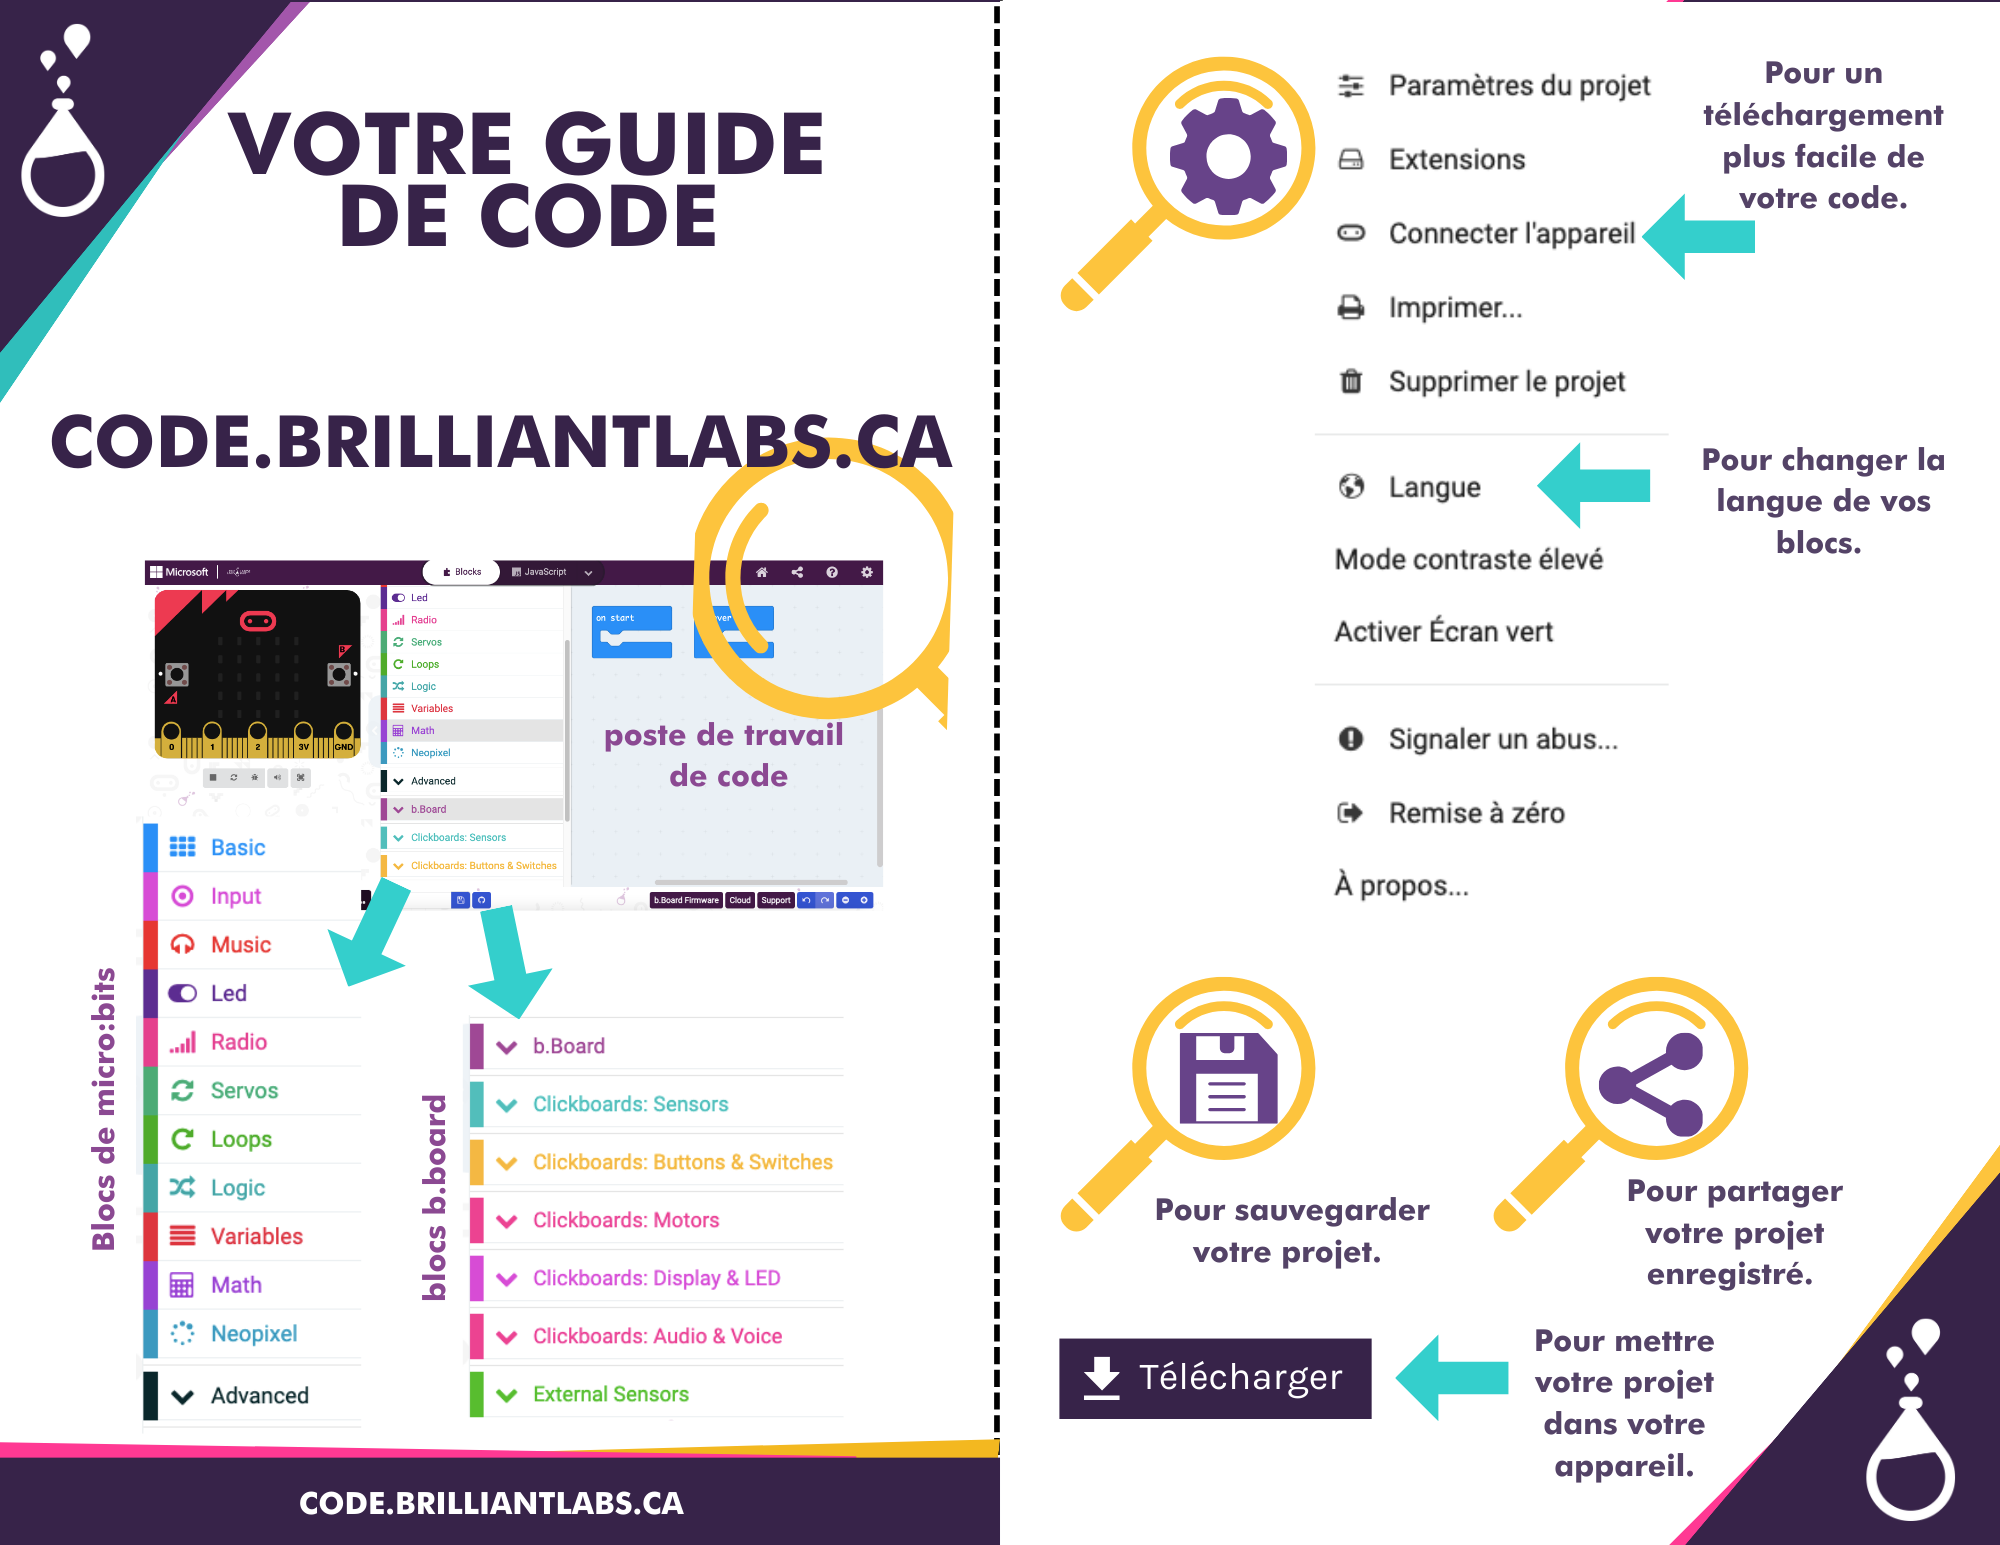 VOTRE GUIDE
DE CODE
CODE.BRILLIANTLABS.CA
Microsoft
Blocks
JavaScript
Led
Radio
Servos
Loops
Logic
Variables
Math
Neopixel
Advanced
b.Board
Clickboards: Sensors
Clickboards: Buttons & Switches
on start
poste de travail
de code
B
A
0 1 2 3V GND
b.Board Firmware Cloud Support
Blocs de micro:bits
Basic
Input
Music
Led
Radio
Servos
Loops
Logic
Variables
Math
Neopixel
Advanced
blocs b.board
b.Board
Clickboards: Sensors
Clickboards: Buttons & Switches
Clickboards: Motors
Clickboards: Display & LED
Clickboards: Audio & Voice
External Sensors
CODE.BRILLIANTLABS.CA
Paramètres du projet
Extensions
Connecter l'appareil
Imprimer...
Supprimer le projet
Pour un
téléchargement
plus facile de
votre code.
Langue
Mode contraste élevé
Activer Écran vert
Pour changer la
langue de vos
blocs.
Signaler un abus...
Remise à zéro
À propos...
Pour sauvegarder
votre projet.
Pour partager
votre projet
enregistré.
Télécharger
Pour mettre
votre projet
dans votre
appareil.